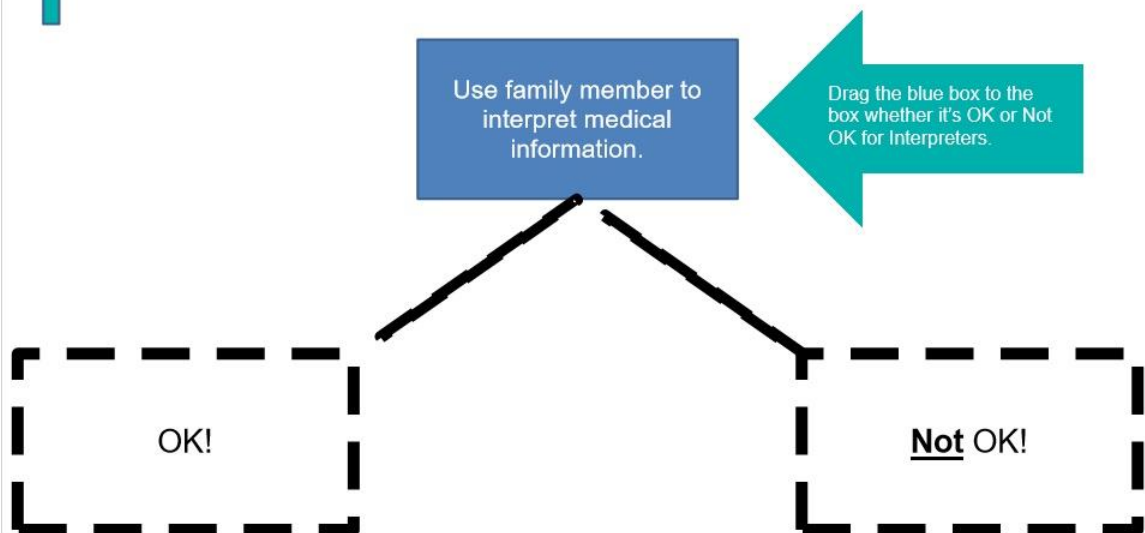 Use family member to
interpret medical
information.
Drag the blue box to the
box whether it's OK or Not
OK for Interpreters.
OK!
Not OK!